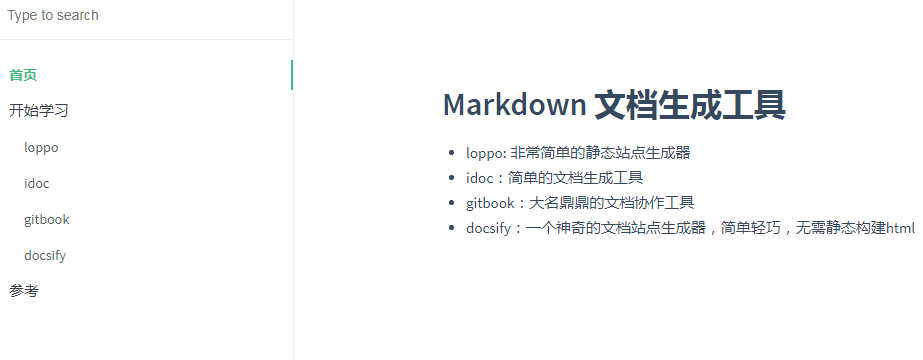 Type to search
首页
开始学习
loppo
idoc
gitbook
docsify
参考
Markdown 文档生成工具
loppo: 非常简单的静态站点生成器
idoc：简单的文档生成工具
gitbook：大名鼎鼎的文档协作工具
docsify：一个神奇的文档站点生成器，简单轻巧，无需静态构建html